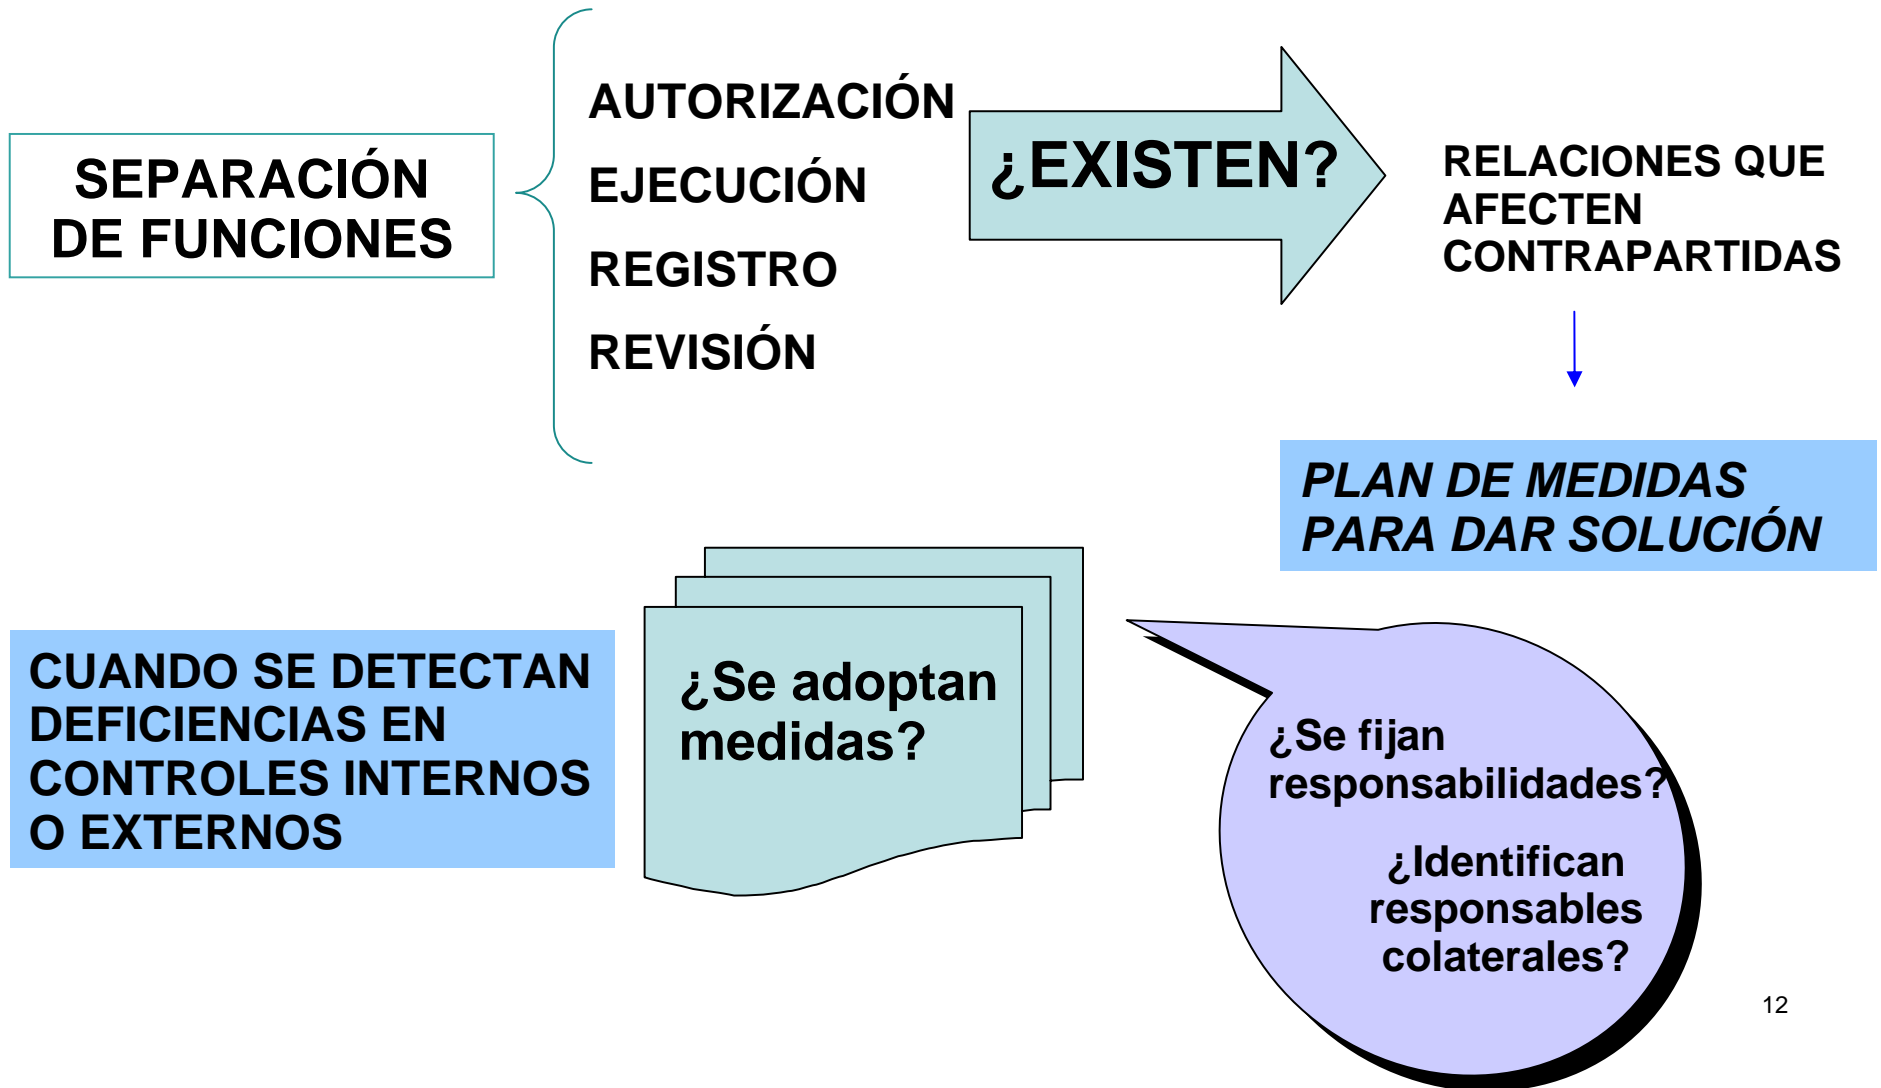 SEPARACIÓN
DE FUNCIONES
AUTORIZACIÓN
EJECUCIÓN
REGISTRO
REVISIÓN
¿EXISTEN?
RELACIONES QUE
AFECTEN
CONTRAPARTIDAS
PLAN DE MEDIDAS
PARA DAR SOLUCIÓN
CUANDO SE DETECTAN
DEFICIENCIAS EN
CONTROLES INTERNOS
O EXTERNOS
¿Se adoptan
medidas?
¿Se fijan
responsabilidades?
¿Identifican
responsables
colaterales?
12